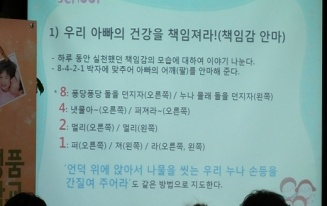 school
1) 우리 아빠의 건강을 책임져라!(책임감 안마)
- 하루 동안 실천했던 책임감의 모습에 대하여 이야기 나눈다.
- 8-4-2-1 박자에 맞추어 아빠의 어깨(팔)를 안마해 준다.
8: 퐁당퐁당 돌을 던지자(오른쪽) / 누나 몰래 돌을 던지자(왼쪽)
4: 냇물아~(오른쪽) / 퍼져라~(오른쪽)
2: 멀리(오른쪽) / 멀리(왼쪽)
1: 퍼(오른쪽) / 져(왼쪽) / 라(오른쪽, 왼쪽)
"언덕 위에 앉아서 나물을 씻는 우리 누나 손등을
간질여 주어라"도 같은 방법으로 지도한다.
품